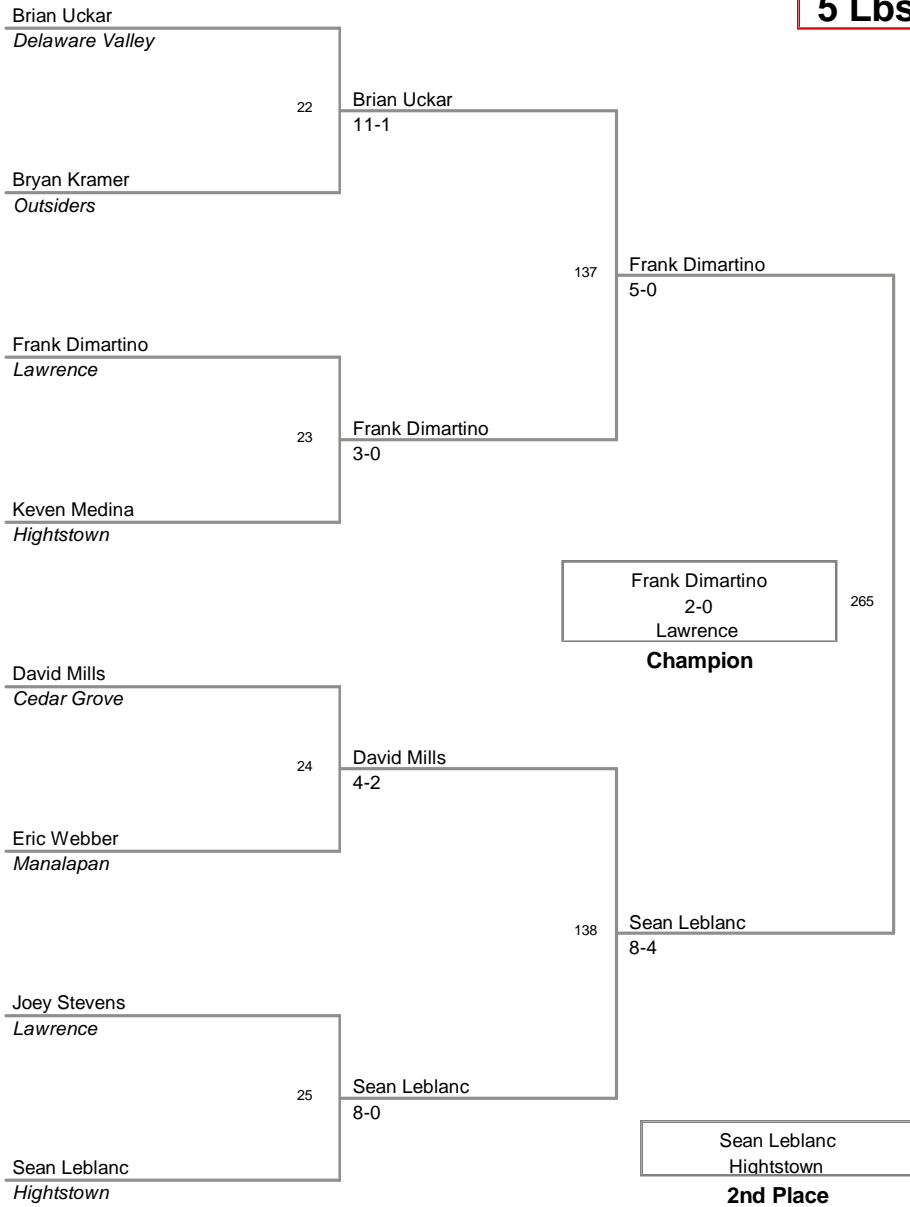 5 Lbs
Brian Uckar
Delaware Valley
22
Brian Uckar
11-1
Bryan Kramer
Outsiders
137
Frank Dimartino
5-0
Frank Dimartino
Lawrence
23
Frank Dimartino
3-0
Keven Medina
Hightstown
Frank Dimartino
2-0
Lawrence
265
Champion
David Mills
Cedar Grove
24
David Mills
4-2
Eric Webber
Manalapan
138
Sean Leblanc
8-4
Joey Stevens
Lawrence
25
Sean Leblanc
8-0
Sean Leblanc
Hightstown
Sean Leblanc
Hightstown
2nd Place